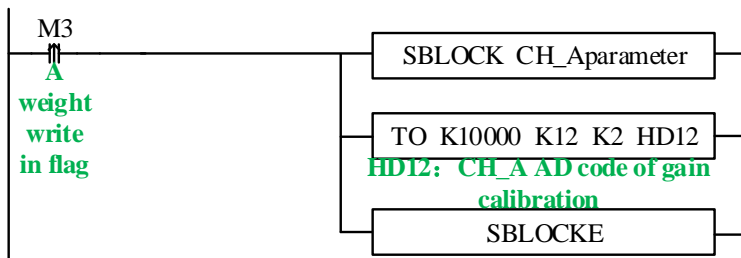 M3
A
weight
write
in flag
SBLOCK CH_Aparameter
TO K10000 K12 K2 HD12
HD12：CH_A AD code of gain
calibration
SBLOCKE